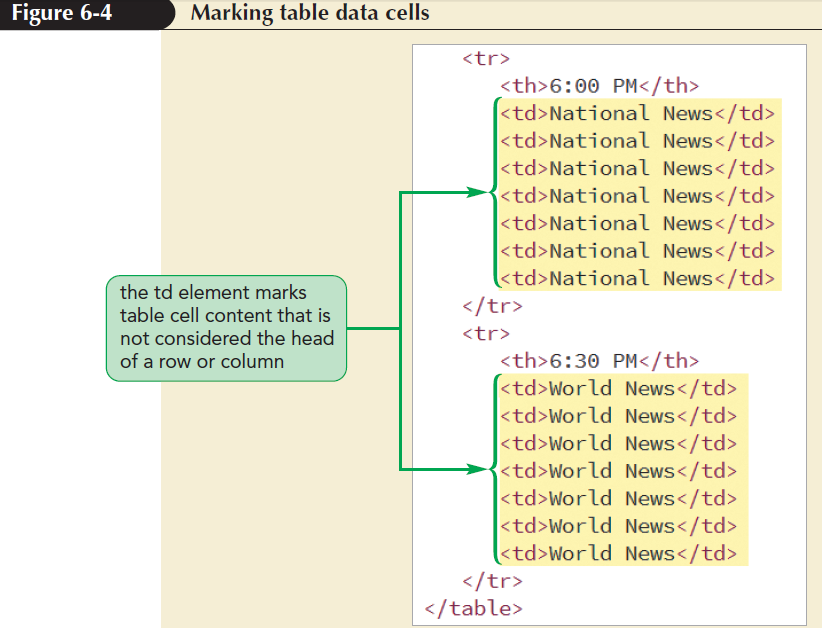 Figure 6-4 Marking table data cells
<tr>
<th>6:00 PM</th>
<td>National News</td>
<td>National News</td>
<td>National News</td>
<td>National News</td>
<td>National News</td>
<td>National News</td>
<td>National News</td>
</tr>
<tr>
<th>6:30 PM</th>
<td>World News</td>
<td>World News</td>
<td>World News</td>
<td>World News</td>
<td>World News</td>
<td>World News</td>
<td>World News</td>
</tr>
</table>
the td element marks
table cell content that is
not considered the head
of a row or column